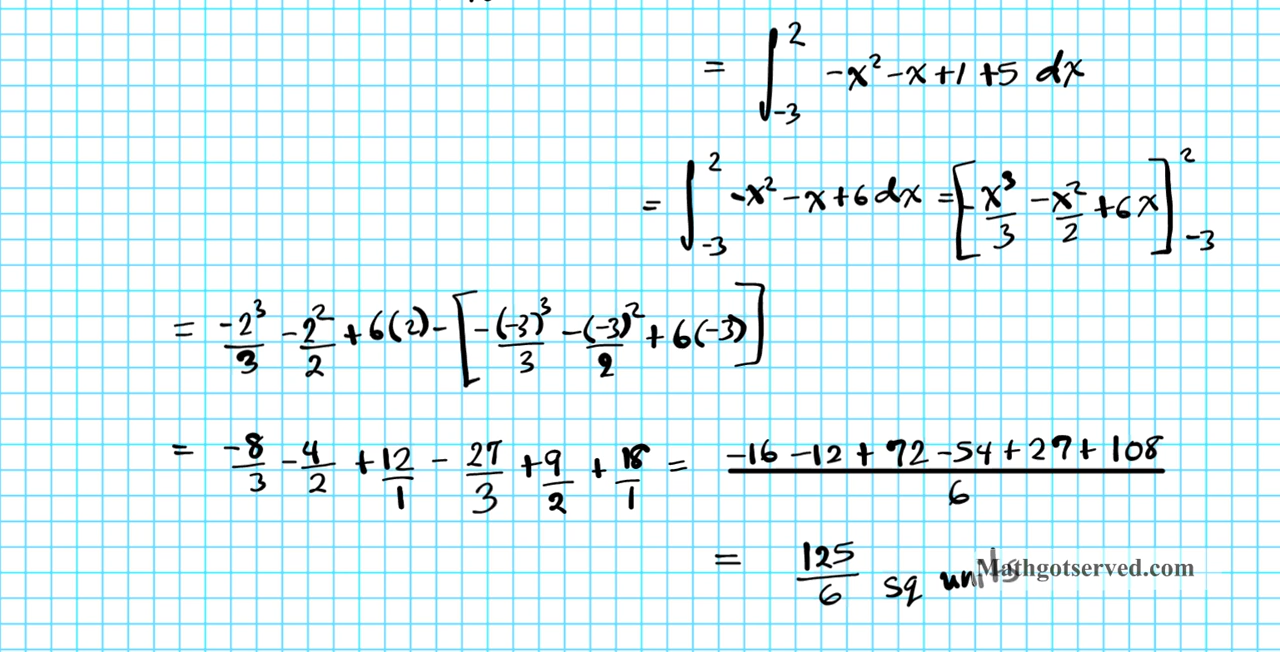 = ∫_{-3}^{2} -x² - x + 1 + 5 dx
= ∫_{-3}^{2} -x² - x + 6 dx = [-x³/3 - x²/2 + 6x]_{-3}^{2}
= -2³/3 - 2²/2 + 6(2) - [-(-3)³/3 - (-3)²/2 + 6(-3)]
= -8/3 - 4/2 + 12/1 - 27/3 + 9/2 + 18/1 = (-16 - 12 + 72 - 54 + 27 + 108)/6
= 125/6 sq units
Mathgotserved.com